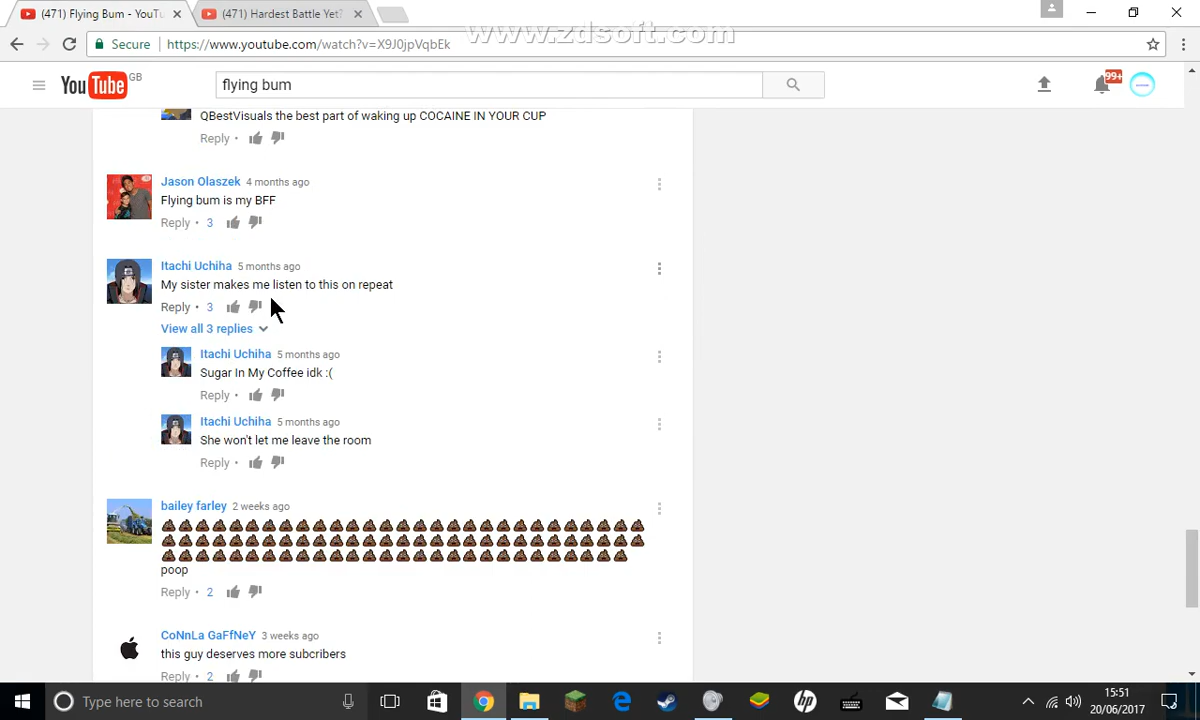 (471) Flying Bum - YouTu
(471) Hardest Battle Yet?
www.zdsoft.com
Secure
https://www.youtube.com/watch?v=X9J0jpVqbEk
YouTube GB
flying bum
99+
QBestVisuals the best part of waking up COCAINE IN YOUR CUP
Reply •
Jason Olaszek 4 months ago
Flying bum is my BFF
Reply • 3
Itachi Uchiha 5 months ago
My sister makes me listen to this on repeat
Reply • 3
View all 3 replies
Itachi Uchiha 5 months ago
Sugar In My Coffee idk :(
Reply •
Itachi Uchiha 5 months ago
She won't let me leave the room
Reply •
bailey farley 2 weeks ago
💩💩💩💩💩💩💩💩💩💩💩💩💩💩💩💩💩💩💩💩💩💩💩💩💩💩💩💩💩
💩💩💩💩💩💩💩💩💩💩💩💩💩💩💩💩💩💩💩💩💩💩💩💩💩💩💩💩💩
💩💩💩💩💩💩💩💩💩💩💩💩💩💩💩💩💩💩💩💩💩💩💩💩💩💩💩💩
poop
Reply • 2
CoNnLa GaFfNeY 3 weeks ago
this guy deserves more subcribers
Reply • 2
Type here to search
hp
15:51
20/06/2017